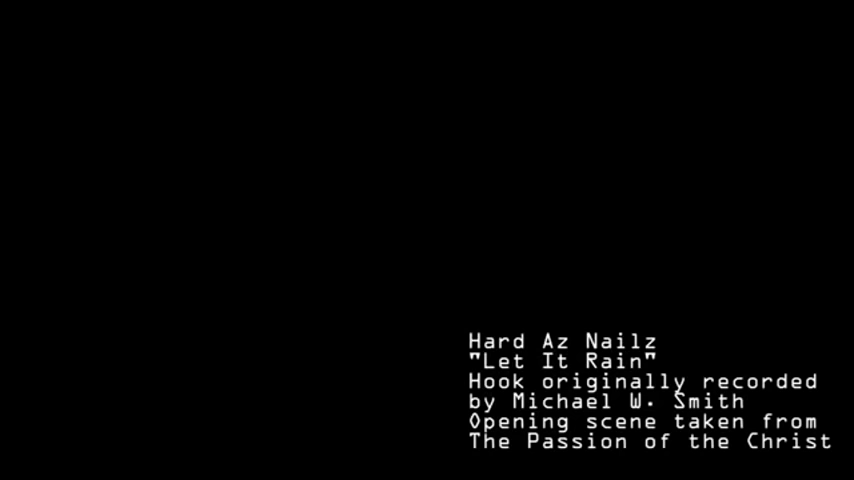 Hard Az Nailz
"Let It Rain"
Hook originally recorded
by Michael W. Smith
Opening scene taken from
The Passion of the Christ